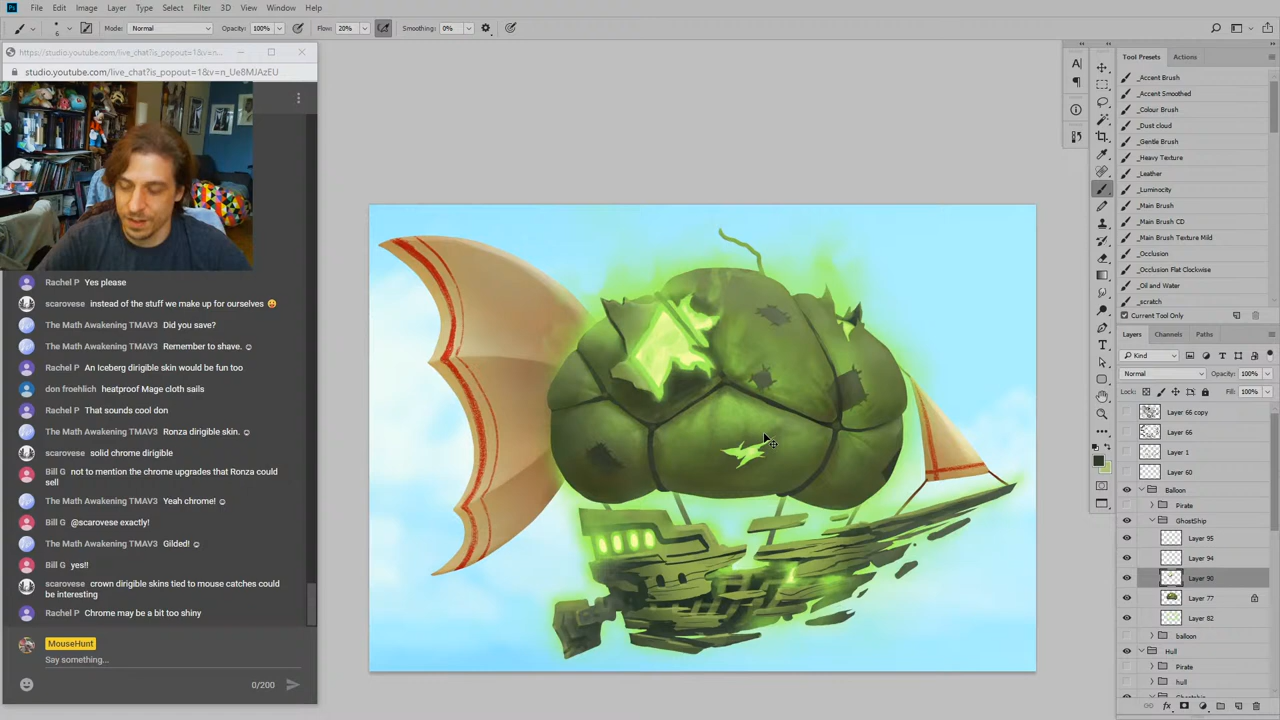 File Edit Image Layer Type Select Filter 3D View Window Help
6 Mode: Normal Opacity: 100% Flow: 20% Smoothing: 0%
https://studio.youtube.com/live_chat?is_popout=1&v=n_...
studio.youtube.com/live_chat?is_popout=1&v=n_Ue8MJAzEU
Rachel P Yes please
scarovese instead of the stuff we make up for ourselves 😛
The Math Awakening TMAV3 Did you save?
The Math Awakening TMAV3 Remember to shave. ☺
Rachel P An Iceberg dirigible skin would be fun too
don froehlich heatproof Mage cloth sails
Rachel P That sounds cool don
The Math Awakening TMAV3 Ronza dirigible skin. ☺
scarovese solid chrome dirigible
Bill G not to mention the chrome upgrades that Ronza could
sell
The Math Awakening TMAV3 Yeah chrome! ☺
Bill G @scarovese exactly!
The Math Awakening TMAV3 Gilded! ☺
Bill G yes!!
scarovese crown dirigible skins tied to mouse catches could
be interesting
Rachel P Chrome may be a bit too shiny
MouseHunt
Say something...
0/200
Tool Presets Actions
_Accent Brush
_Accent Smoothed
_Colour Brush
_Dust cloud
_Gentle Brush
_Heavy Texture
_Leather
_Luminocity
_Main Brush
_Main Brush CD
_Main Brush Texture Mild
_Occlusion
_Occlusion Flat Clockwise
_Oil and Water
_scratch
Current Tool Only
Layers Channels Paths
Kind
Normal Opacity: 100%
Lock: Fill: 100%
Layer 66 copy
Layer 66
Layer 1
Layer 60
Balloon
Pirate
GhostShip
Layer 95
Layer 94
Layer 90
Layer 77
Layer 82
balloon
Hull
Pirate
hull
Ghostship